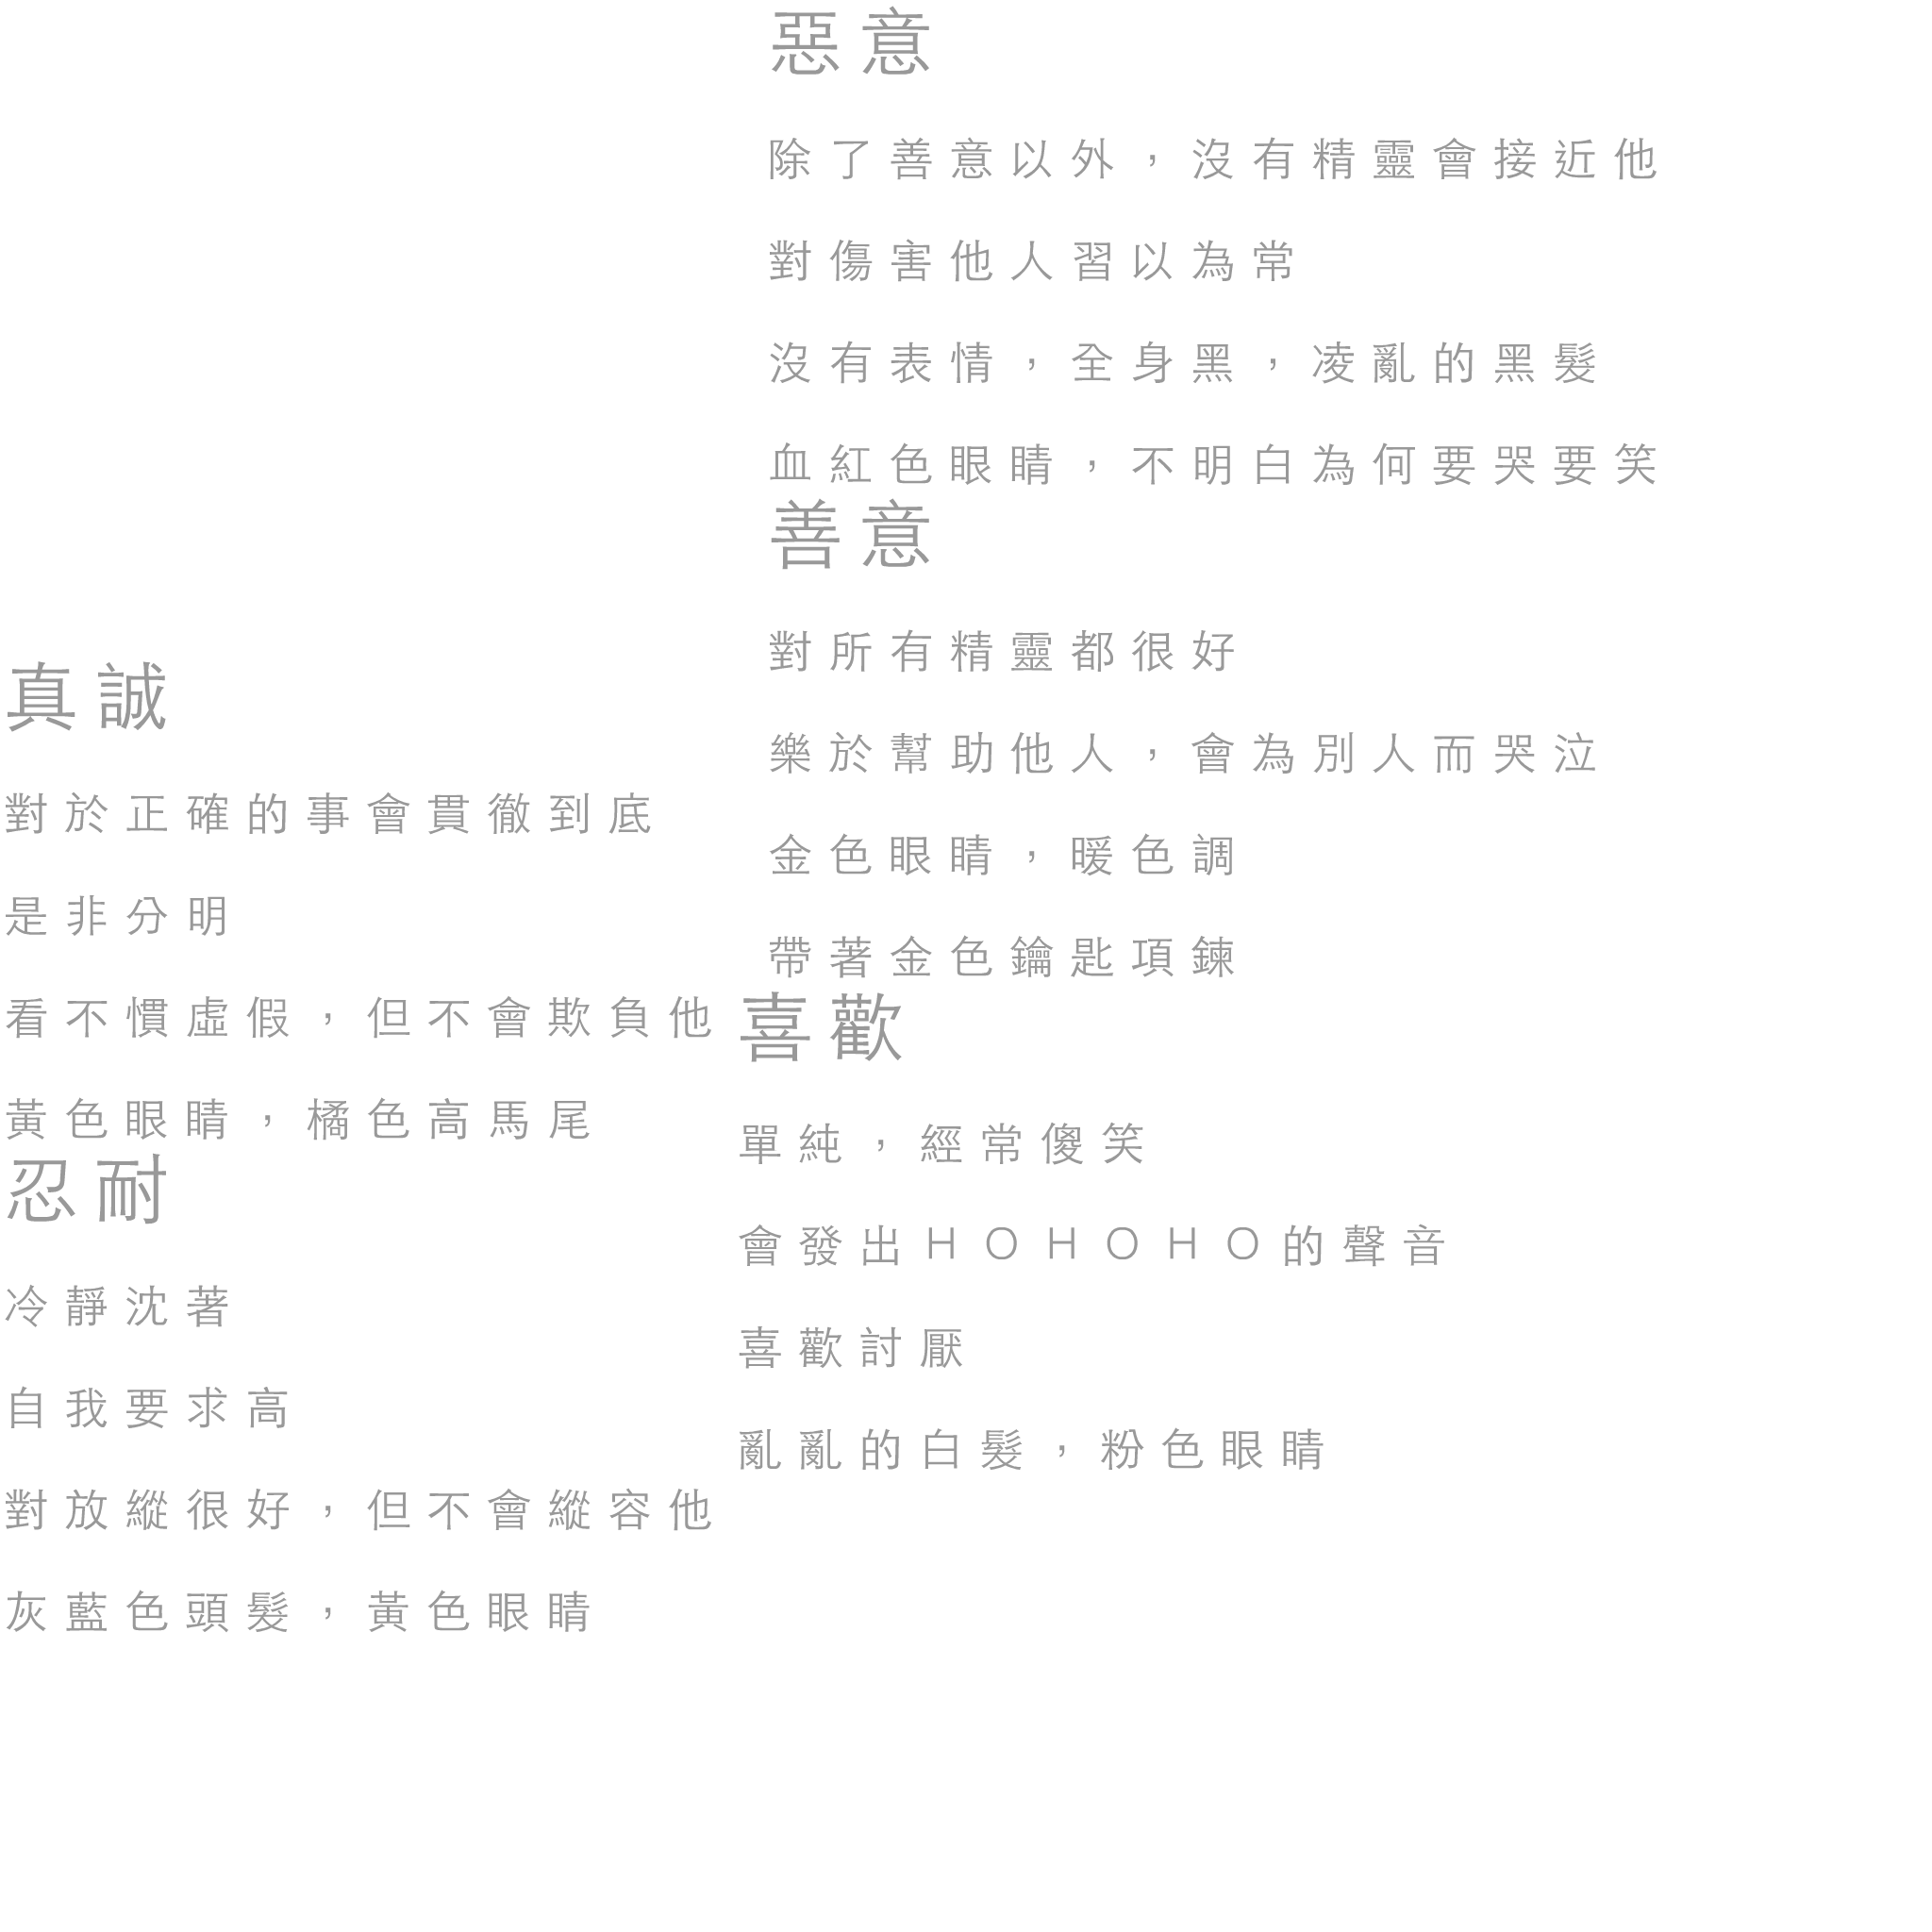 惡意
除了善意以外，沒有精靈會接近他
對傷害他人習以為常
沒有表情，全身黑，凌亂的黑髮
血紅色眼睛，不明白為何要哭要笑
善意
對所有精靈都很好
樂於幫助他人，會為別人而哭泣
金色眼睛，暖色調
帶著金色鑰匙項鍊
喜歡
單純，經常傻笑
會發出ＨＯＨＯＨＯ的聲音
喜歡討厭
亂亂的白髮，粉色眼睛
真誠
對於正確的事會貫徹到底
是非分明
看不慣虛假，但不會欺負他
黃色眼睛，橘色高馬尾
忍耐
冷靜沈著
自我要求高
對放縱很好，但不會縱容他
灰藍色頭髮，黃色眼睛